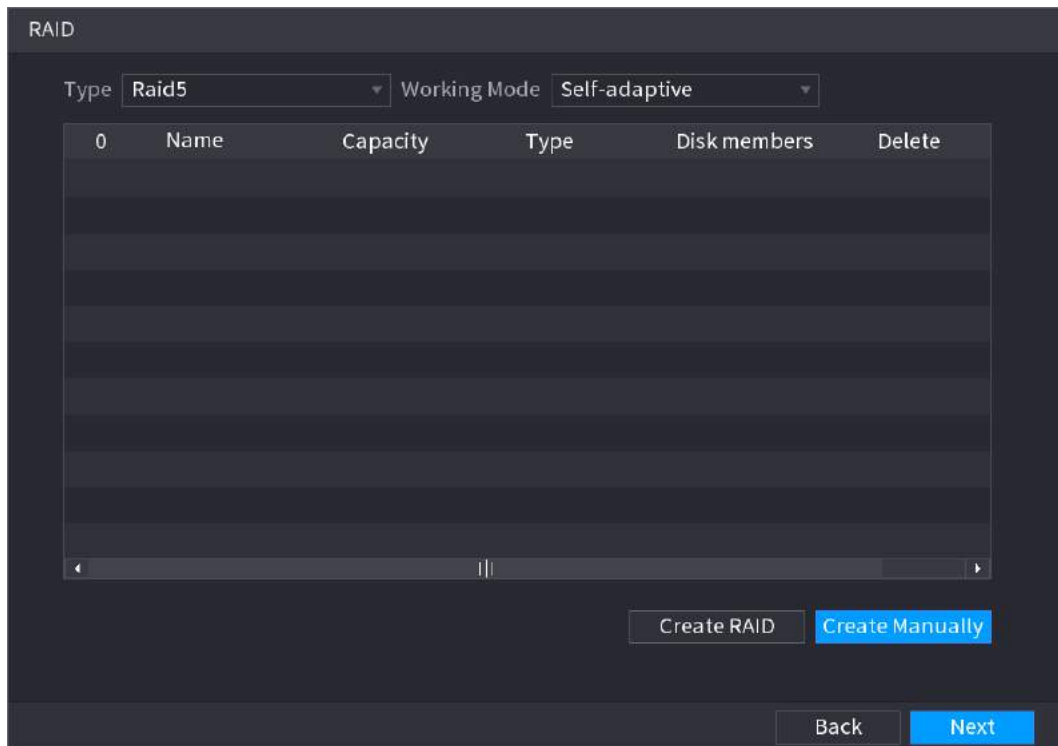 RAID
Type Raid5 Working Mode Self-adaptive
0 Name Capacity Type Disk members Delete
Create RAID Create Manually
Back Next